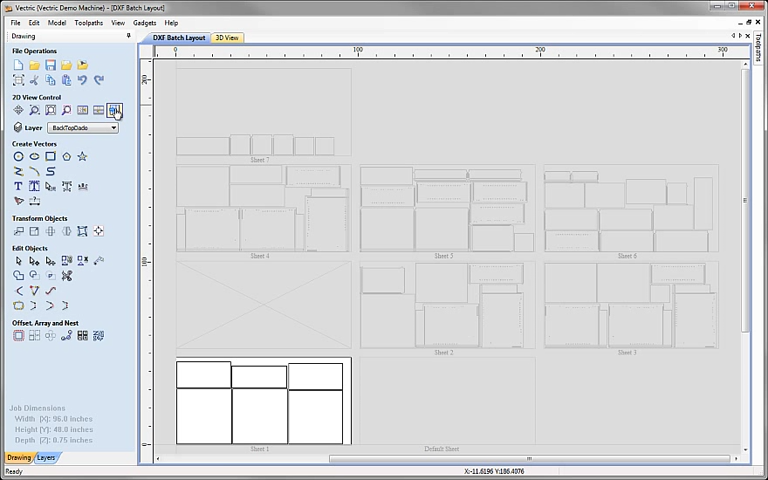 Vectric (Vectric Demo Machine) - [DXF Batch Layout]
File Model Toolpaths View Gadgets Help
Drawing
DXF Batch Layout 3D View
Toolpaths
File Operations
2D View Control
Layer BackTopDado
Create Vectors
Transform Objects
Edit Objects
Offset, Array and Nest
Job Dimensions
Width (X): 96.0 inches
Height (Y): 48.0 inches
Depth (Z): 0.75 inches
Drawing Layers
0 100 200 300
200
100
0
Sheet 7
Sheet 4 Sheet 5 Sheet 6
Sheet 2 Sheet 3
Sheet 1 Default Sheet
Ready
X:-11.6196 Y:186.4076